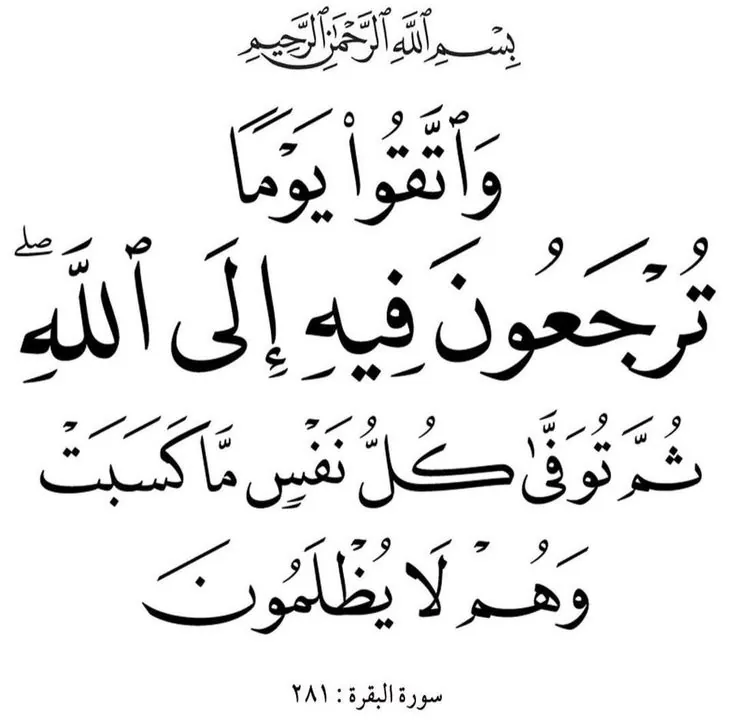 بِسْمِ ٱللَّهِ ٱلرَّحْمَٰنِ ٱلرَّحِيمِ
وَٱتَّقُوا۟ يَوْمًا
تُرْجَعُونَ فِيهِ إِلَى ٱللَّهِ ۖ
ثُمَّ تُوَفَّىٰ كُلُّ نَفْسٍ مَّا كَسَبَتْ
وَهُمْ لَا يُظْلَمُونَ
سورة البقرة : ٢٨١